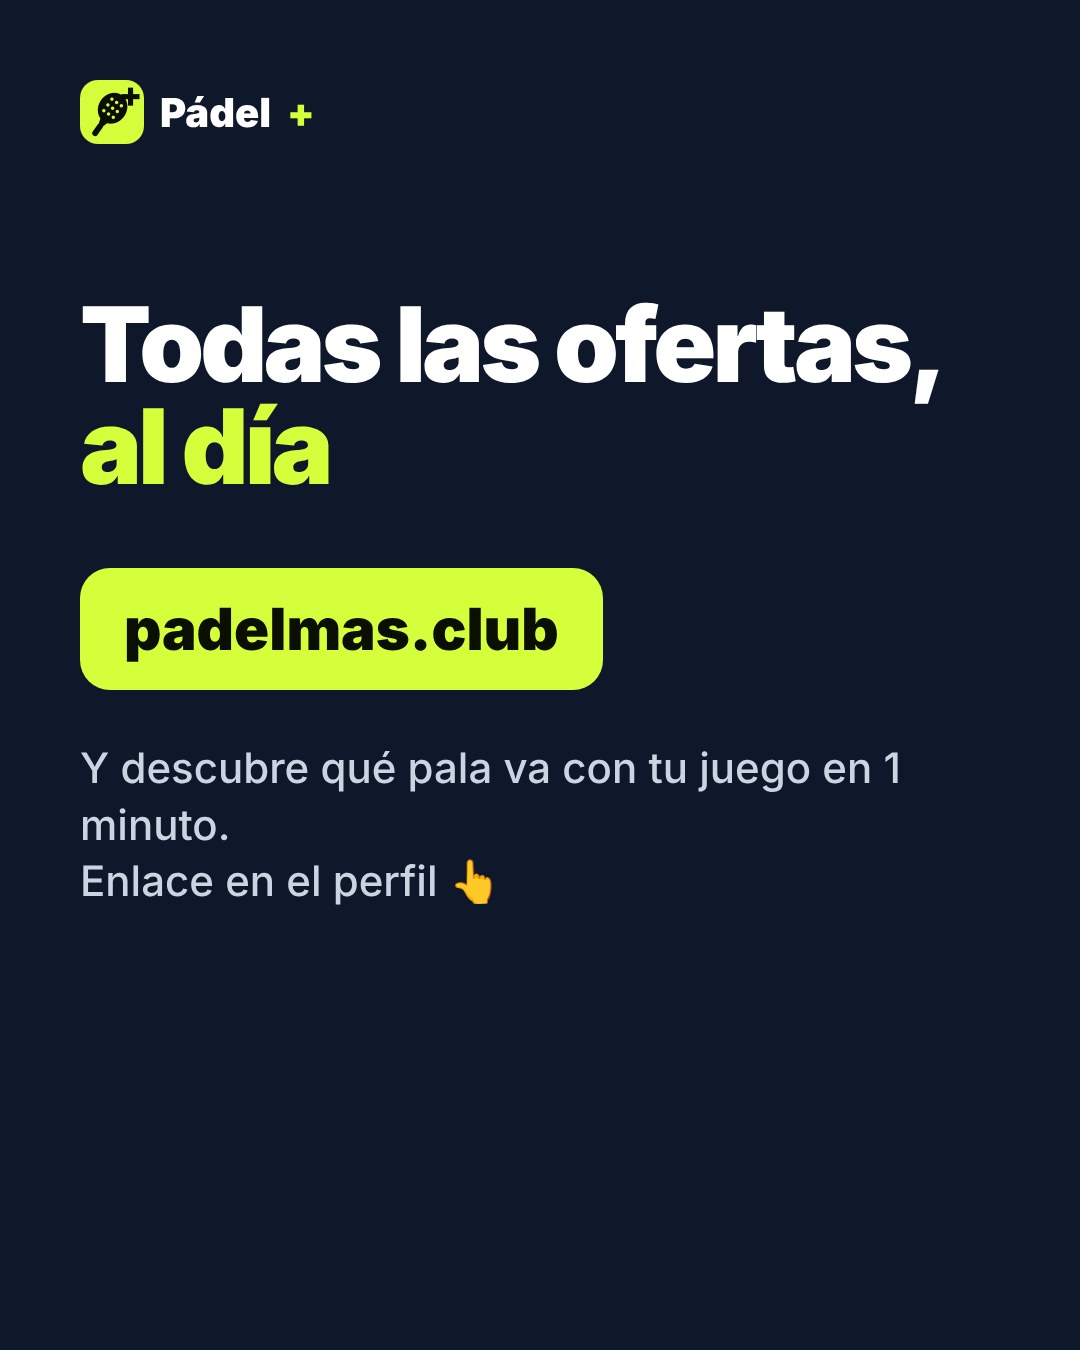 Pádel +
Todas las ofertas,
al día
padelmas.club
Y descubre qué pala va con tu juego en 1
minuto.
Enlace en el perfil 👆